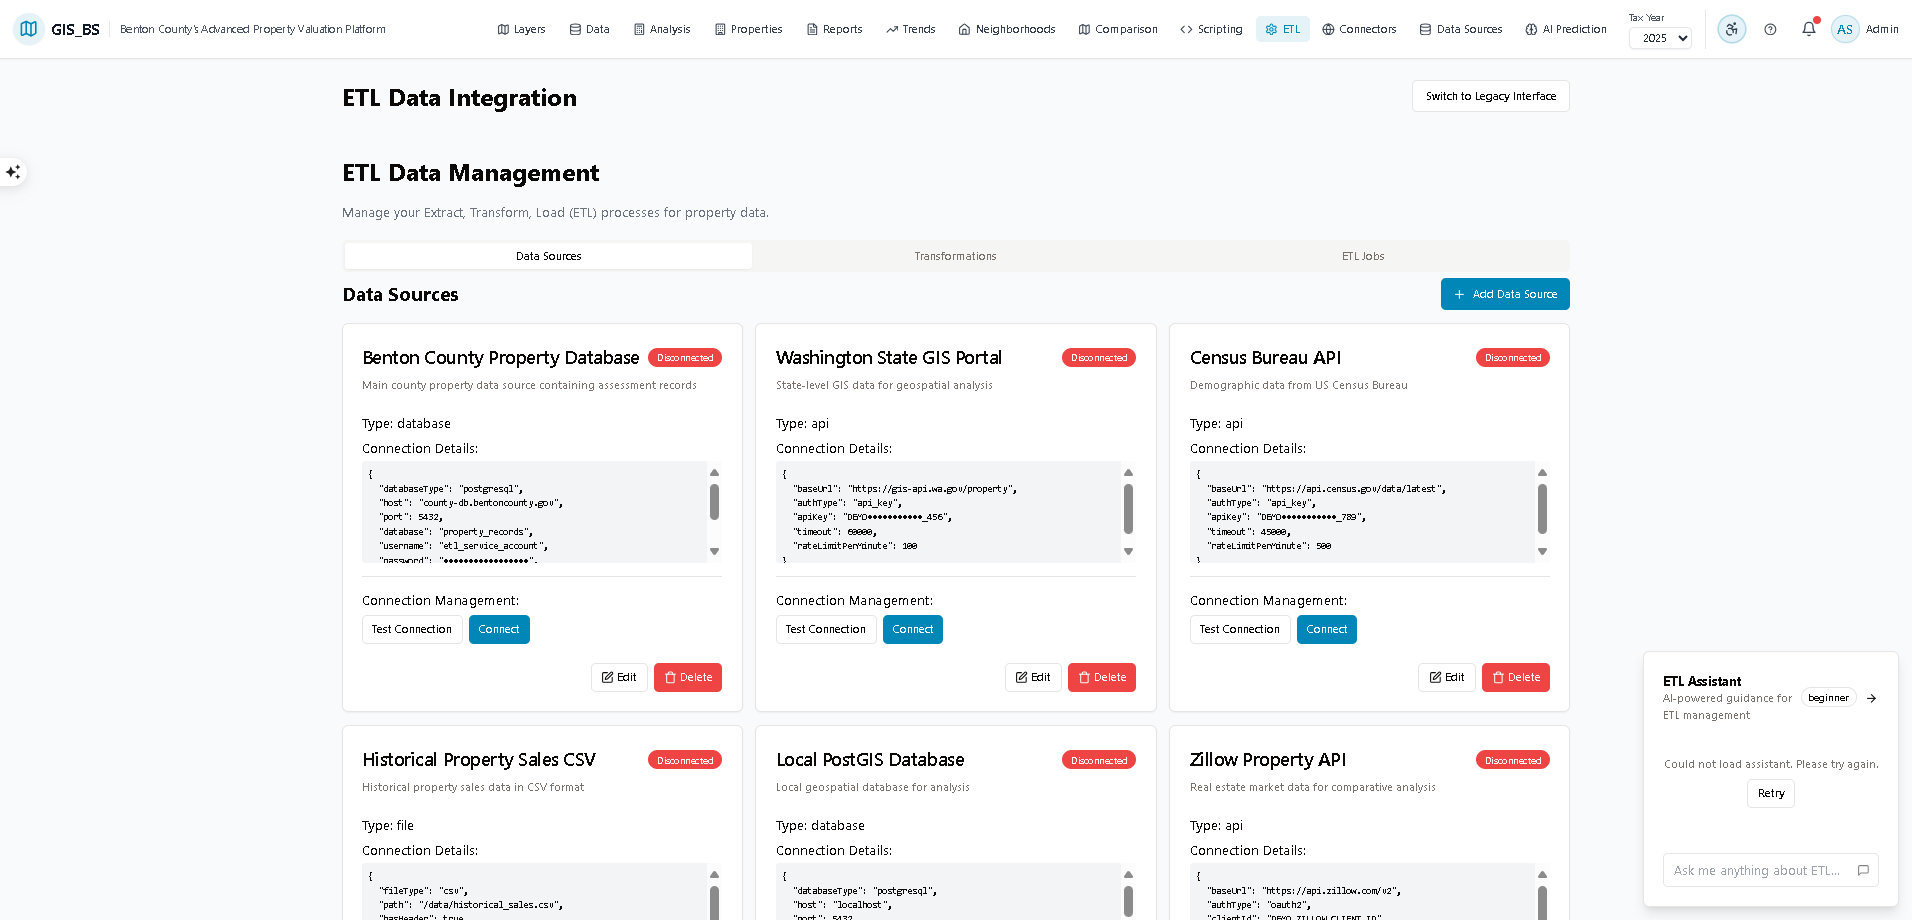 GIS_BS
Benton County's Advanced Property Valuation Platform
Layers
Data
Analysis
Properties
Reports
Trends
Neighborhoods
Comparison
Scripting
ETL
Connectors
Data Sources
AI Prediction
Tax Year
2025
AS
Admin
ETL Data Integration
Switch to Legacy Interface
ETL Data Management
Manage your Extract, Transform, Load (ETL) processes for property data.
Data Sources
Transformations
ETL Jobs
Data Sources
Add Data Source
Benton County Property Database
Disconnected
Main county property data source containing assessment records
Type: database
Connection Details:
{
"databaseType": "postgresql",
"host": "county-db.bentoncounty.gov",
"port": 5432,
"database": "property_records",
"username": "etl_service_account",
"password": "•••••••••••••••••",
Connection Management:
Test Connection
Connect
Edit
Delete
Washington State GIS Portal
Disconnected
State-level GIS data for geospatial analysis
Type: api
Connection Details:
{
"baseUrl": "https://gis-api.wa.gov/property",
"authType": "api_key",
"apiKey": "DEMO•••••••••••_456",
"timeout": 60000,
"rateLimitPerMinute": 100
}
Connection Management:
Test Connection
Connect
Edit
Delete
Census Bureau API
Disconnected
Demographic data from US Census Bureau
Type: api
Connection Details:
{
"baseUrl": "https://api.census.gov/data/latest",
"authType": "api_key",
"apiKey": "DEMO•••••••••••_789",
"timeout": 45000,
"rateLimitPerMinute": 500
}
Connection Management:
Test Connection
Connect
Edit
Delete
Historical Property Sales CSV
Disconnected
Historical property sales data in CSV format
Type: file
Connection Details:
{
"fileType": "csv",
"path": "/data/historical_sales.csv",
"hasHeader": true
Local PostGIS Database
Disconnected
Local geospatial database for analysis
Type: database
Connection Details:
{
"databaseType": "postgresql",
"host": "localhost",
"port": 5432
Zillow Property API
Disconnected
Real estate market data for comparative analysis
Type: api
Connection Details:
{
"baseUrl": "https://api.zillow.com/v2",
"authType": "oauth2",
"clientId": "DEMO_ZILLOW_CLIENT_ID"
ETL Assistant
AI-powered guidance for
ETL management
beginner
Could not load assistant. Please try again.
Retry
Ask me anything about ETL...